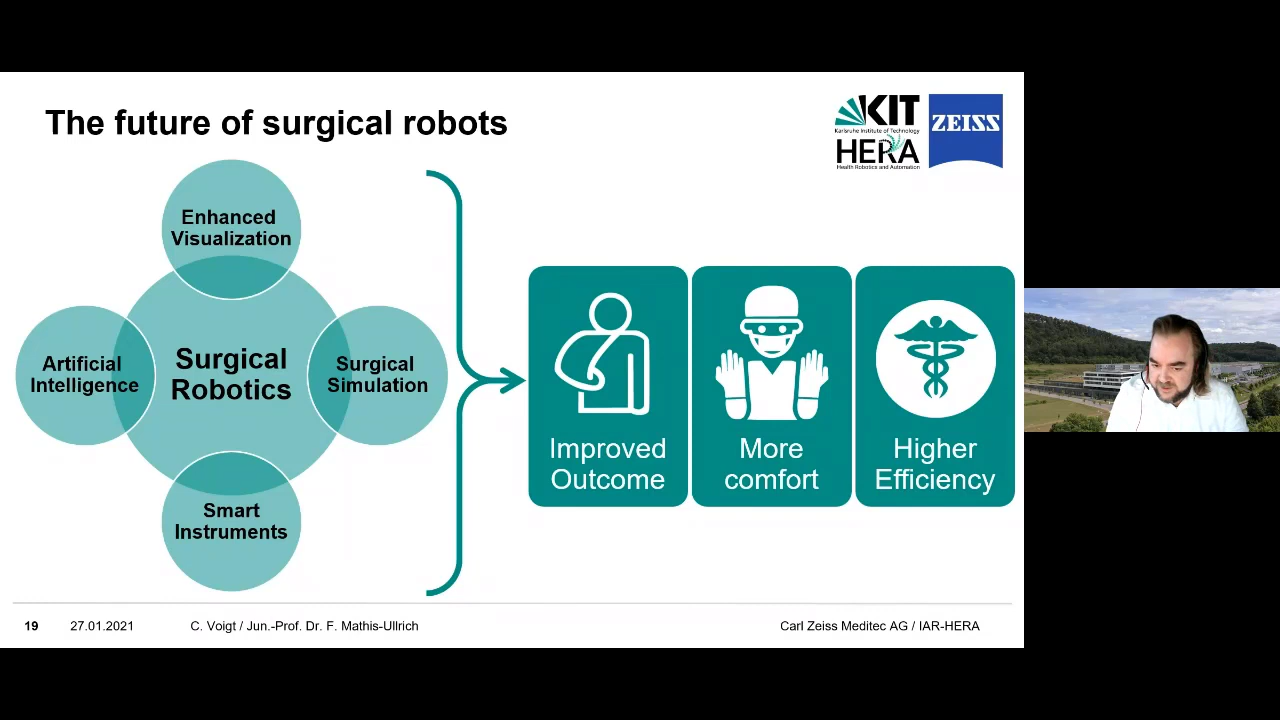 The future of surgical robots
KIT
Karlsruhe Institute of Technology
HERA
Health Robotics and Automation
ZEISS
Enhanced
Visualization
Artificial
Intelligence
Surgical
Robotics
Surgical
Simulation
Smart
Instruments
Improved
Outcome
More
comfort
Higher
Efficiency
19
27.01.2021
C. Voigt / Jun.-Prof. Dr. F. Mathis-Ullrich
Carl Zeiss Meditec AG / IAR-HERA